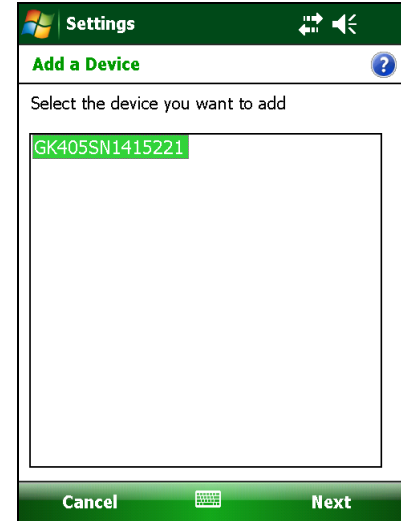 Settings
Add a Device
?
Select the device you want to add
GK405SN1415221
Cancel
Next